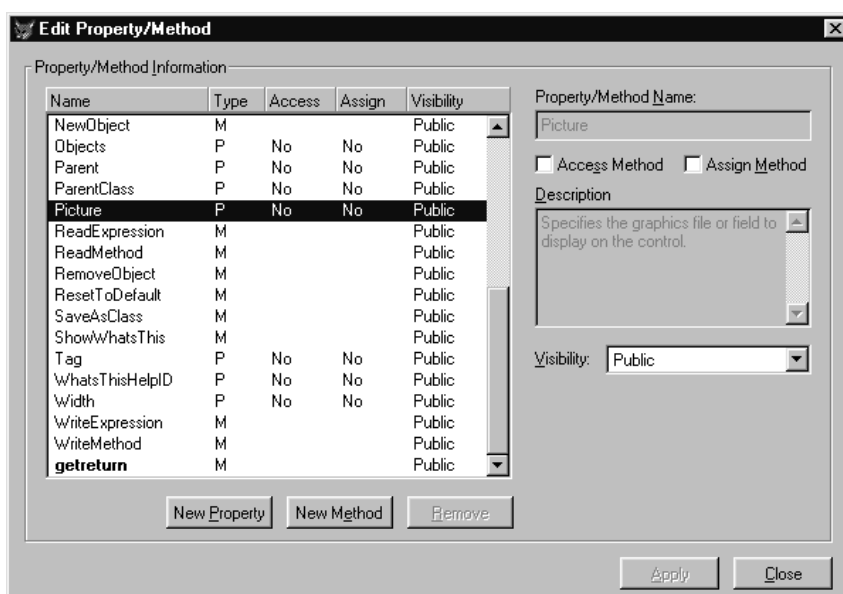 Edit Property/Method
Property/Method Information
Name Type Access Assign Visibility
NewObject M Public
Objects P No No Public
Parent P No No Public
ParentClass P No No Public
Picture P No No Public
ReadExpression M Public
ReadMethod M Public
RemoveObject M Public
ResetToDefault M Public
SaveAsClass M Public
ShowWhatsThis M Public
Tag P No No Public
WhatsThisHelpID P No No Public
Width P No No Public
WriteExpression M Public
WriteMethod M Public
getreturn M Public
New Property New Method Remove
Property/Method Name:
Picture
Access Method Assign Method
Description
Specifies the graphics file or field to
display on the control.
Visibility: Public
Apply Close